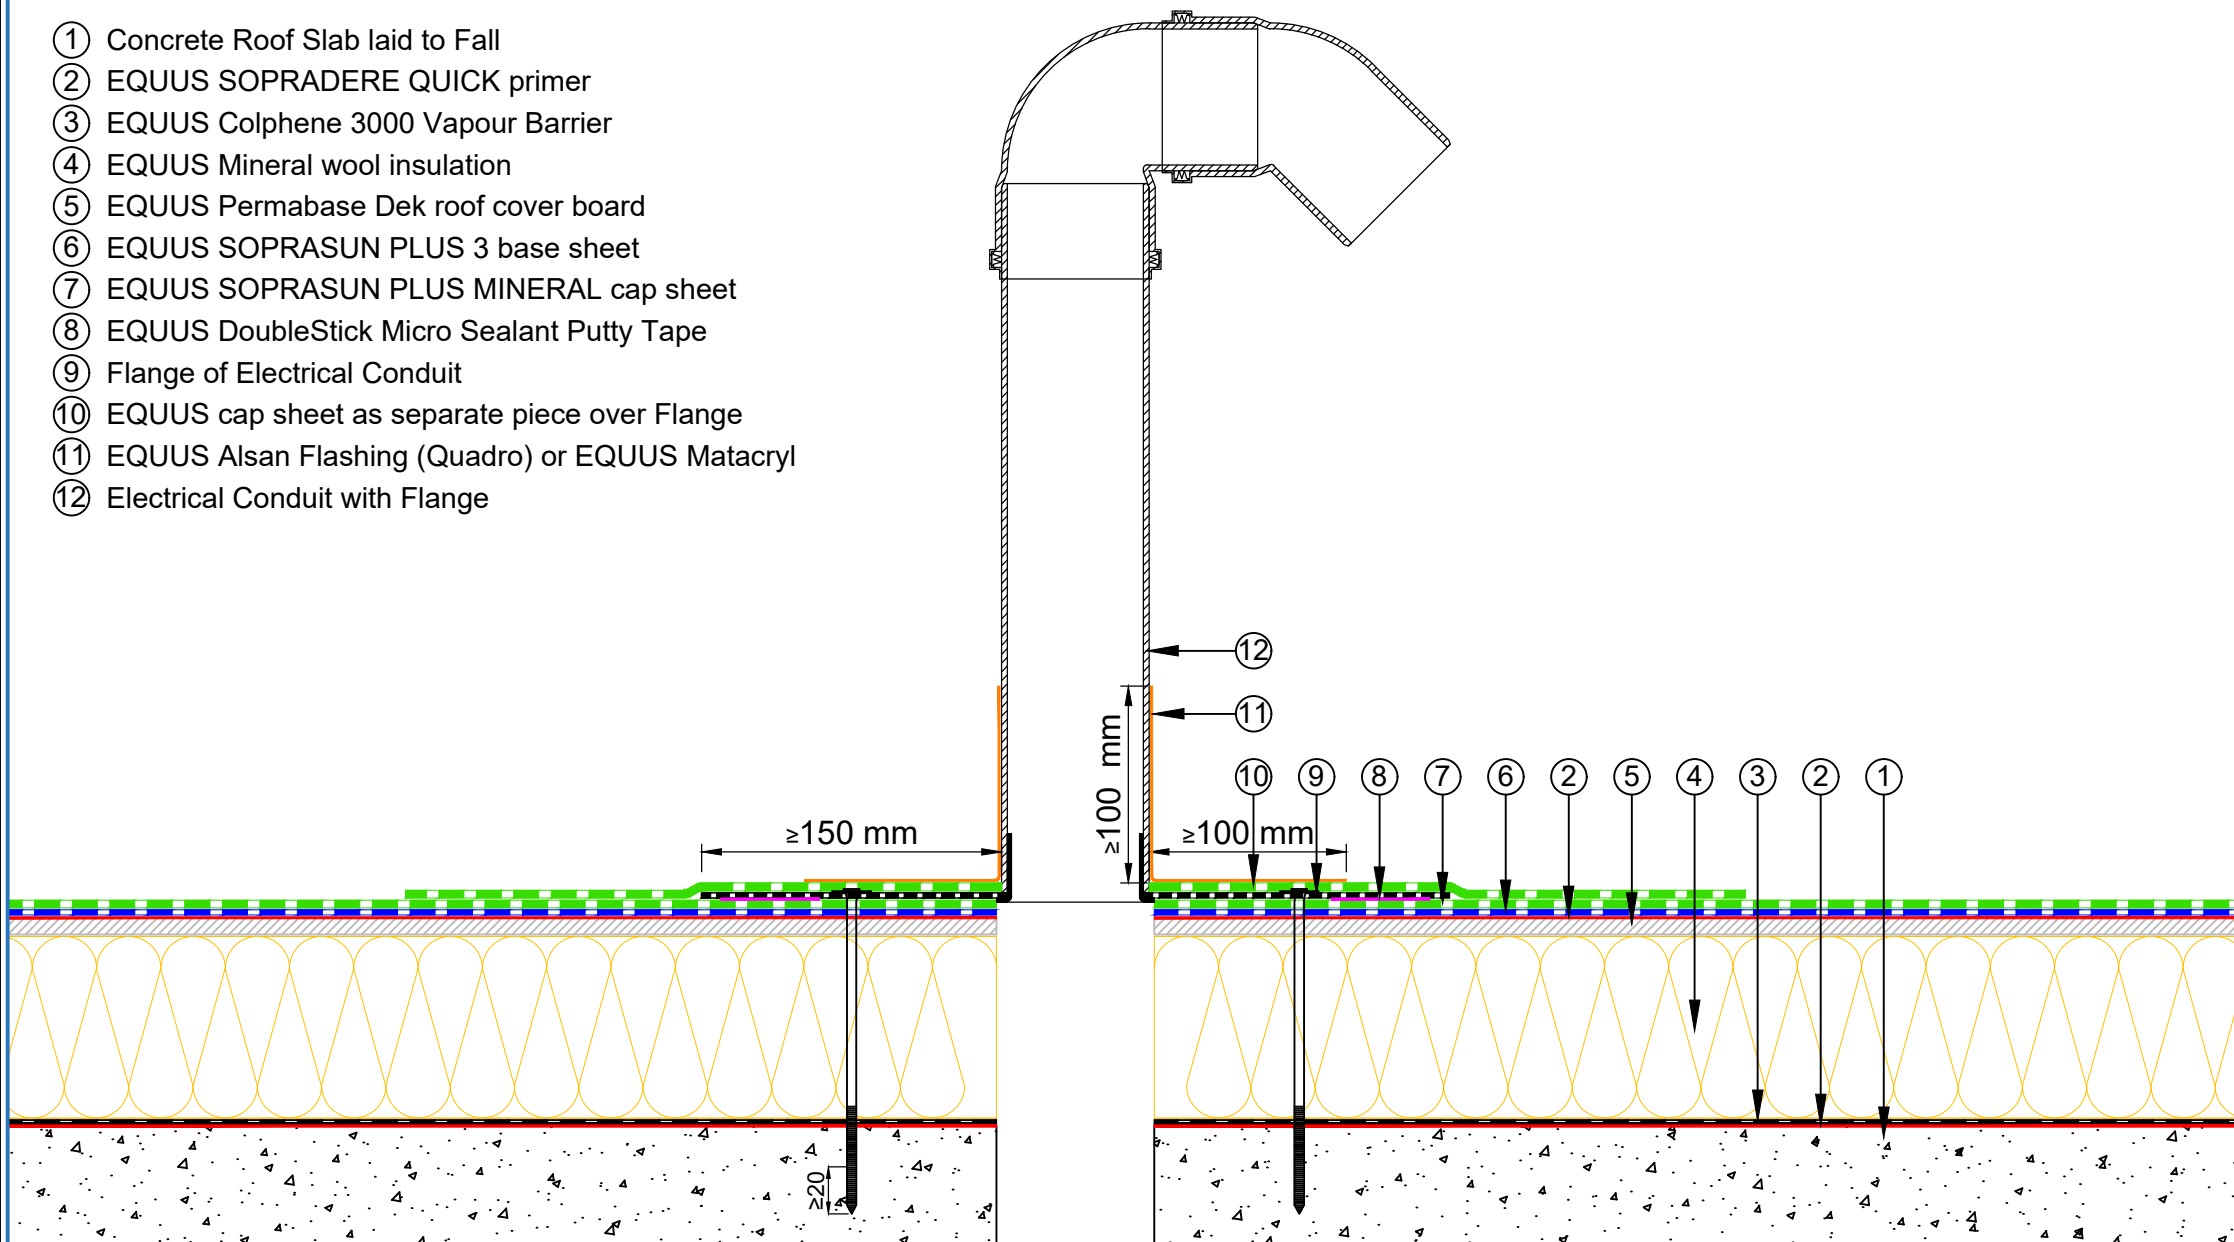 1 Concrete Roof Slab laid to Fall
2 EQUUS SOPRADERE QUICK primer
3 EQUUS Colphene 3000 Vapour Barrier
4 EQUUS Mineral wool insulation
5 EQUUS Permabase Dek roof cover board
6 EQUUS SOPRASUN PLUS 3 base sheet
7 EQUUS SOPRASUN PLUS MINERAL cap sheet
8 EQUUS DoubleStick Micro Sealant Putty Tape
9 Flange of Electrical Conduit
10 EQUUS cap sheet as separate piece over Flange
11 EQUUS Alsan Flashing (Quadro) or EQUUS Matacryl
12 Electrical Conduit with Flange
12
11
≥100 mm
10 9 8 7 6 2 5 4 3 2 1
≥150 mm
≥100 mm
≥20